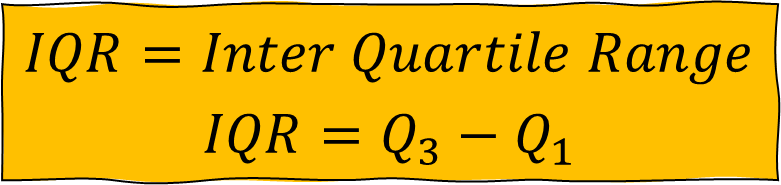 IQR = Inter Quartile Range
IQR = Q₃ − Q₁